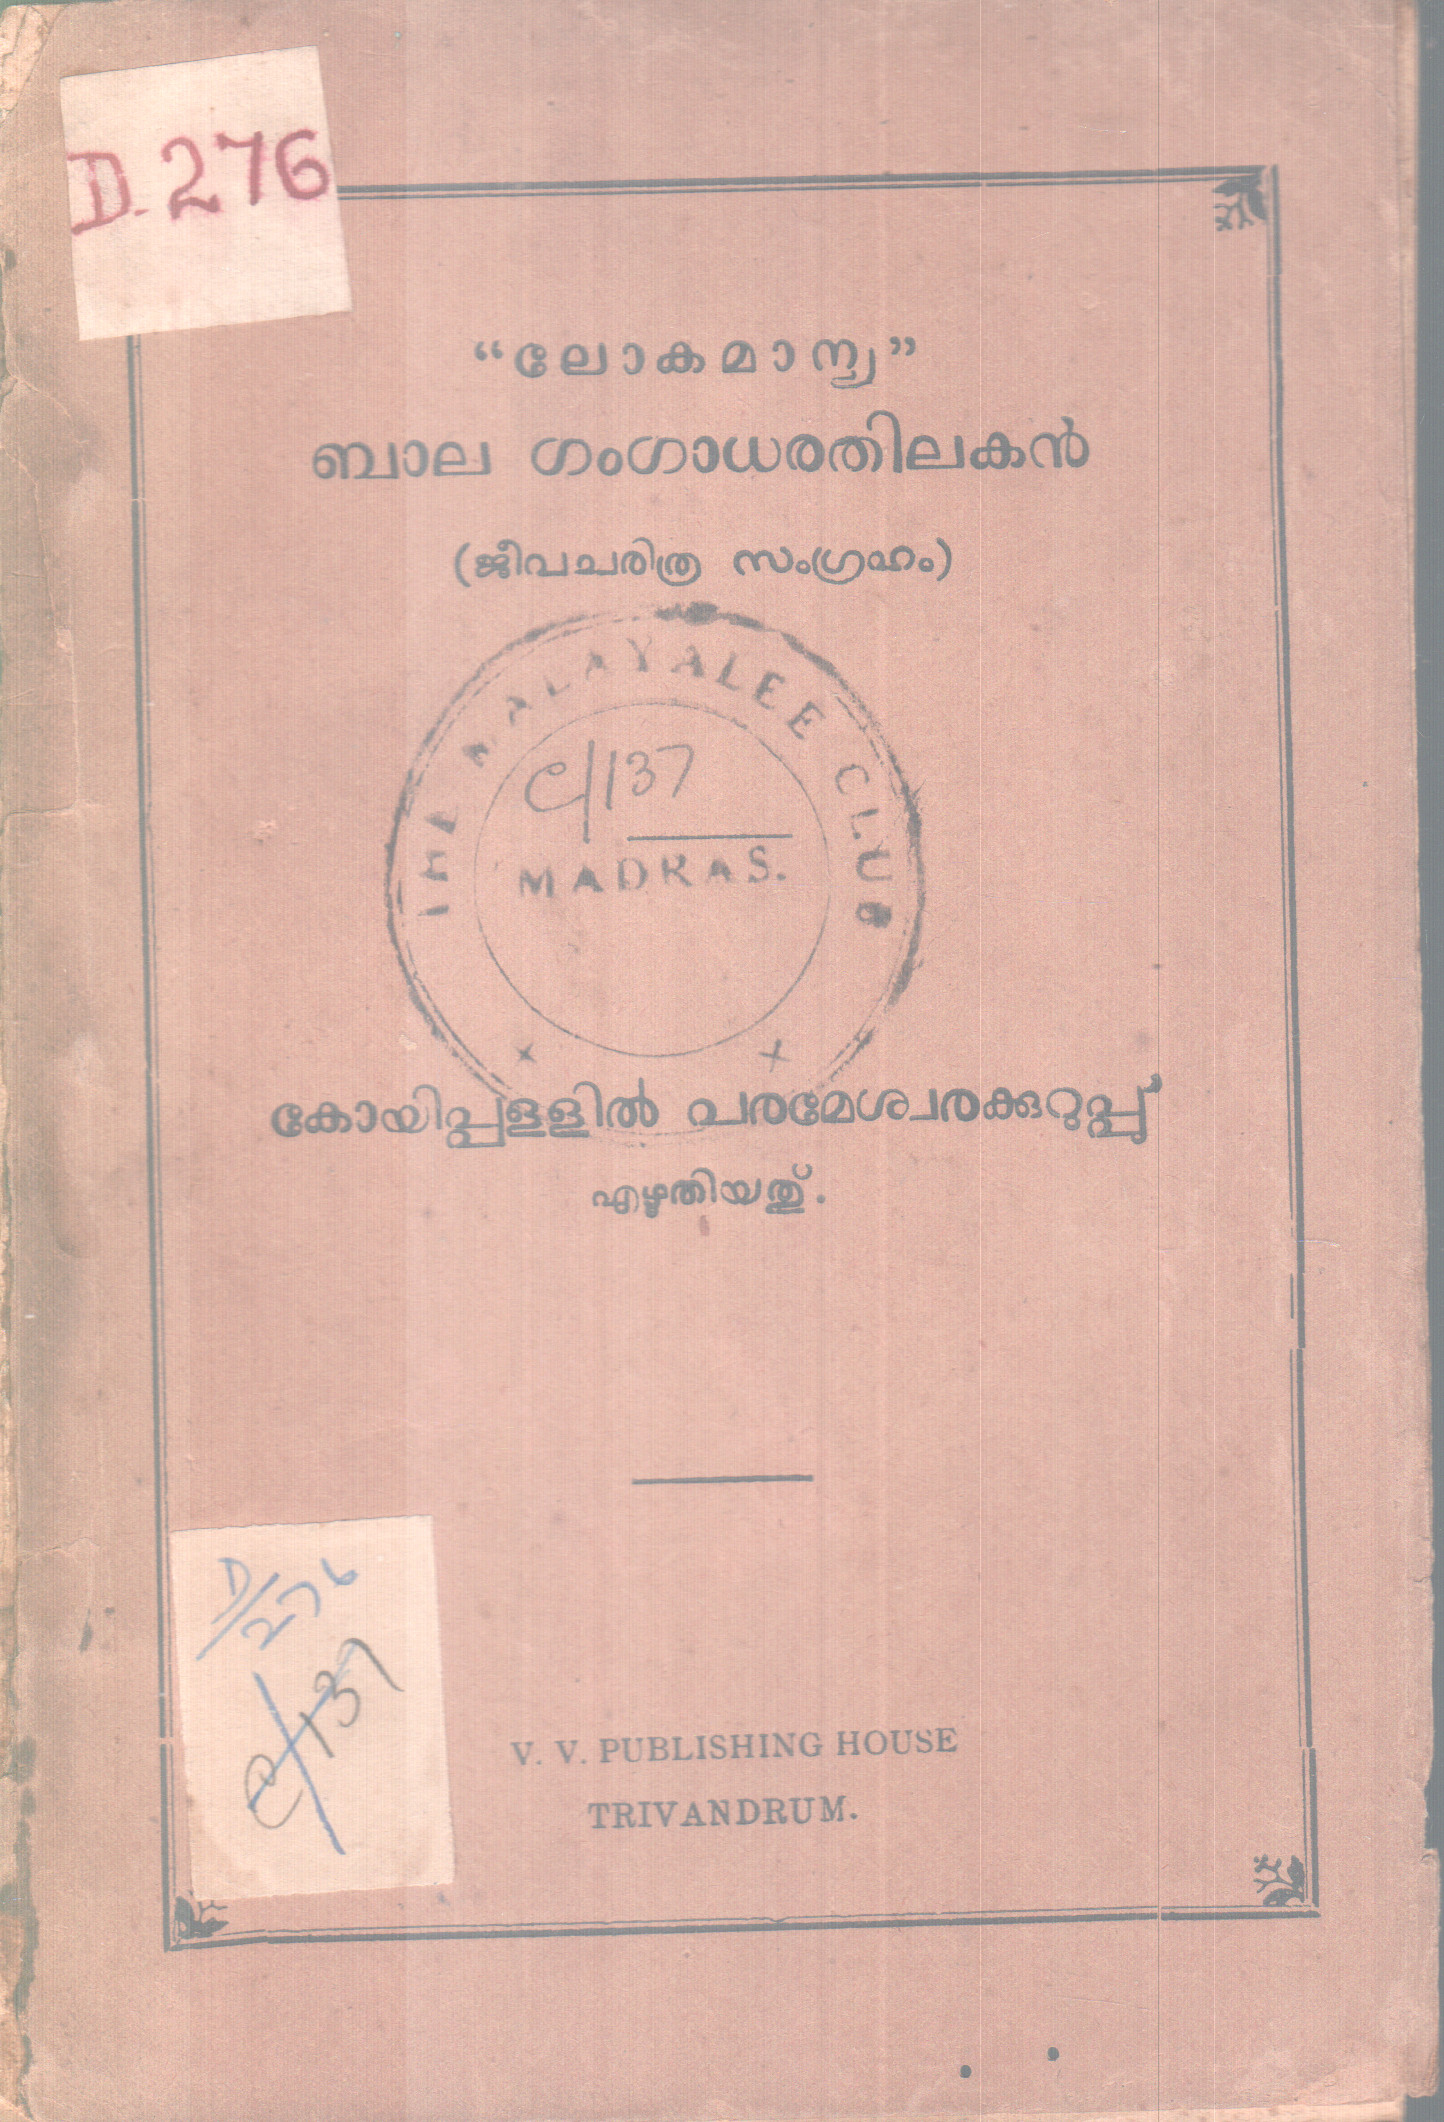 D. 276
“ലോകമാന്യ”
ബാല ഗംഗാധരതിലകൻ
(ജീവചരിത്ര സംഗ്രഹം)
THE MALAYALEE CLUB
C/137
MADRAS.
കോയിപ്പള്ളിൽ പരമേശ്വരക്കുറുപ്പ്
എഴുതിയതു്.
D/276
C/137
V. V. PUBLISHING HOUSE
TRIVANDRUM.